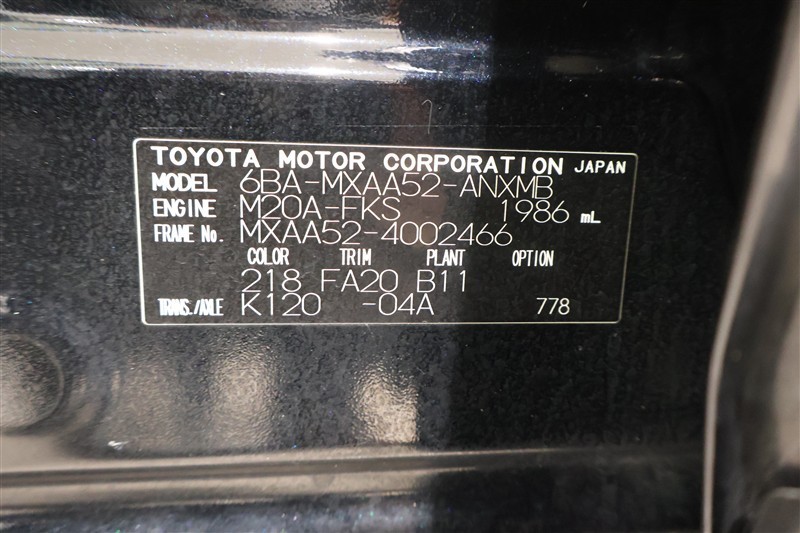 TOYOTA MOTOR CORPORATION JAPAN
MODEL 6BA-MXAA52-ANXMB
ENGINE M20A-FKS 1986 mL
FRAME No. MXAA52-4002466
COLOR TRIM PLANT OPTION
218 FA20 B11
TRANS./AXLE K120 -04A 778